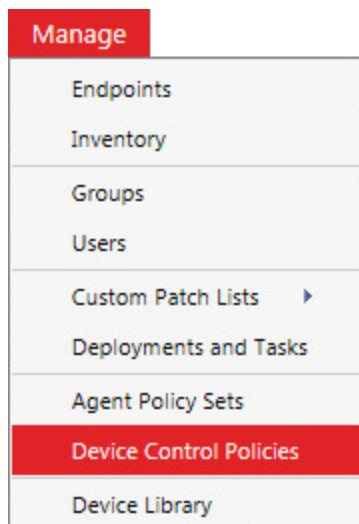 Manage
Endpoints
Inventory
Groups
Users
Custom Patch Lists
Deployments and Tasks
Agent Policy Sets
Device Control Policies
Device Library